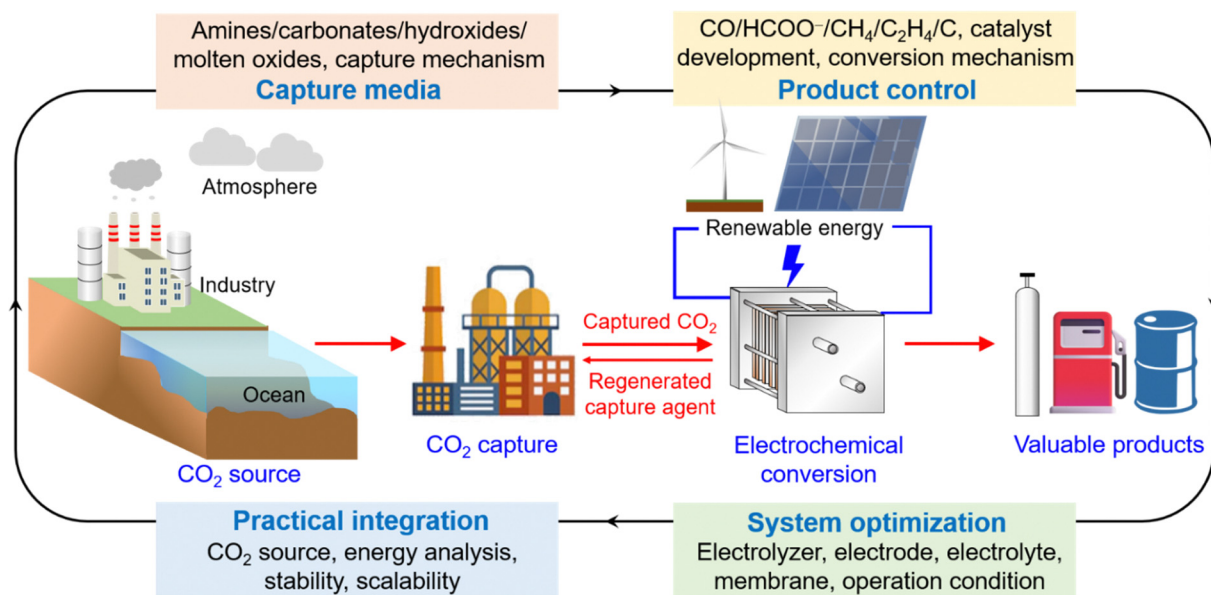 Amines/carbonates/hydroxides/
molten oxides, capture mechanism
Capture media
CO/HCOO⁻/CH₄/C₂H₄/C, catalyst
development, conversion mechanism
Product control
Atmosphere
Industry
Ocean
CO₂ source
CO₂ capture
Captured CO₂
Regenerated
capture agent
Renewable energy
Electrochemical
conversion
Valuable products
Practical integration
CO₂ source, energy analysis,
stability, scalability
System optimization
Electrolyzer, electrode, electrolyte,
membrane, operation condition